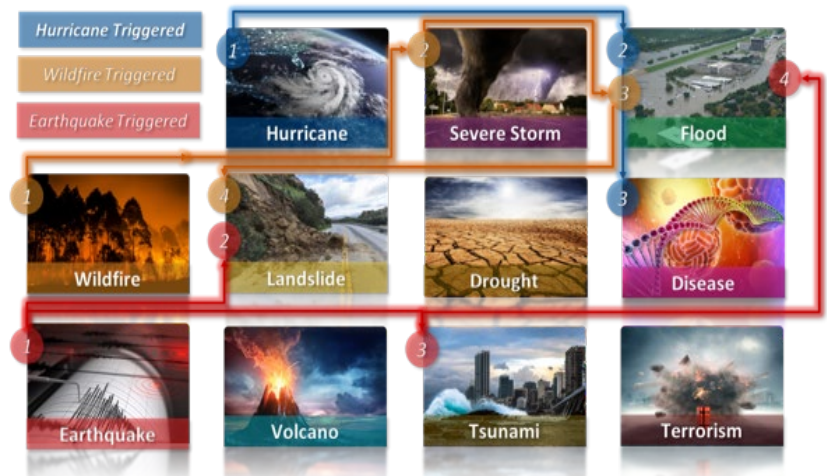 Hurricane Triggered
Wildfire Triggered
Earthquake Triggered
1
2
2
3
4
Hurricane
Severe Storm
Flood
1
4
2
3
Wildfire
Landslide
Drought
Disease
1
3
Earthquake
Volcano
Tsunami
Terrorism